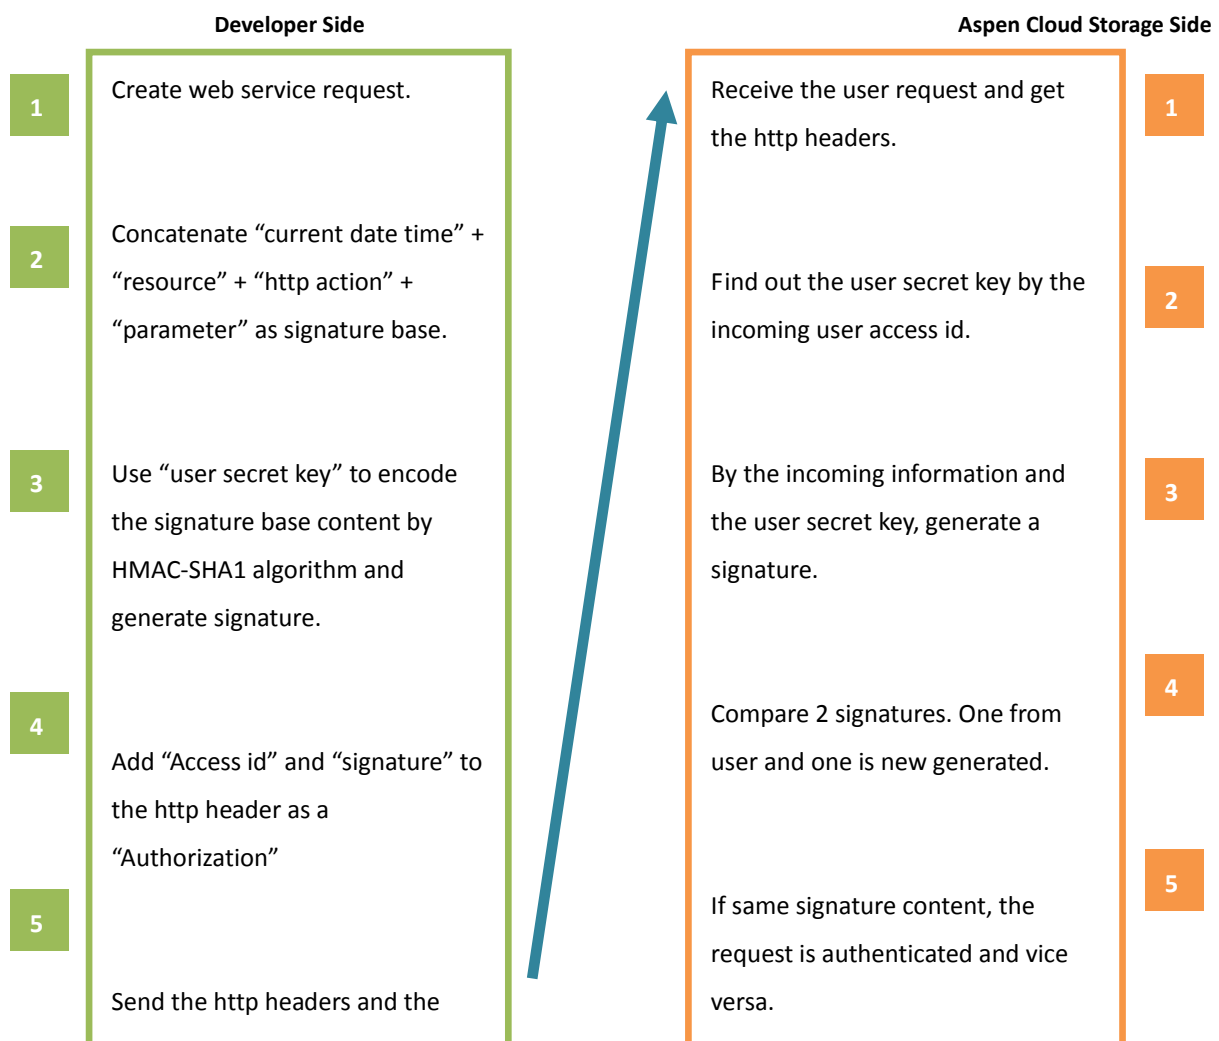 Developer Side
Aspen Cloud Storage Side
1
Create web service request.
2
Concatenate “current date time” +
“resource” + “http action” +
“parameter” as signature base.
3
Use “user secret key” to encode
the signature base content by
HMAC-SHA1 algorithm and
generate signature.
4
Add “Access id” and “signature” to
the http header as a
“Authorization”
5
Send the http headers and the
Receive the user request and get
the http headers.
1
Find out the user secret key by the
incoming user access id.
2
By the incoming information and
the user secret key, generate a
signature.
3
Compare 2 signatures. One from
user and one is new generated.
4
If same signature content, the
request is authenticated and vice
versa.
5